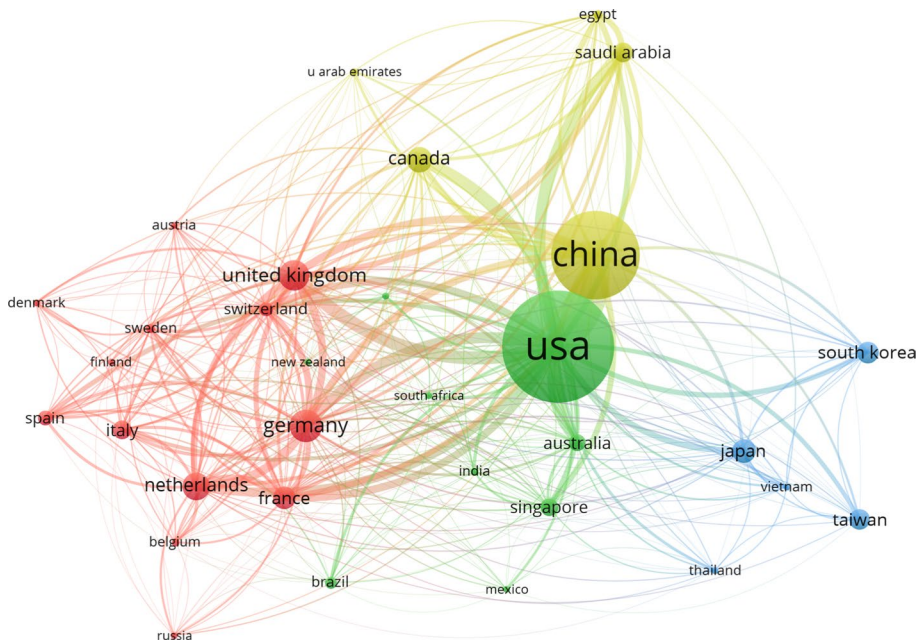 egypt
saudi arabia
u arab emirates
canada
austria
china
united kingdom
denmark
switzerland
sweden
usa
south korea
finland
new zealand
south africa
spain
italy
germany
australia
japan
india
netherlands
vietnam
france
singapore
taiwan
belgium
thailand
brazil
mexico
russia